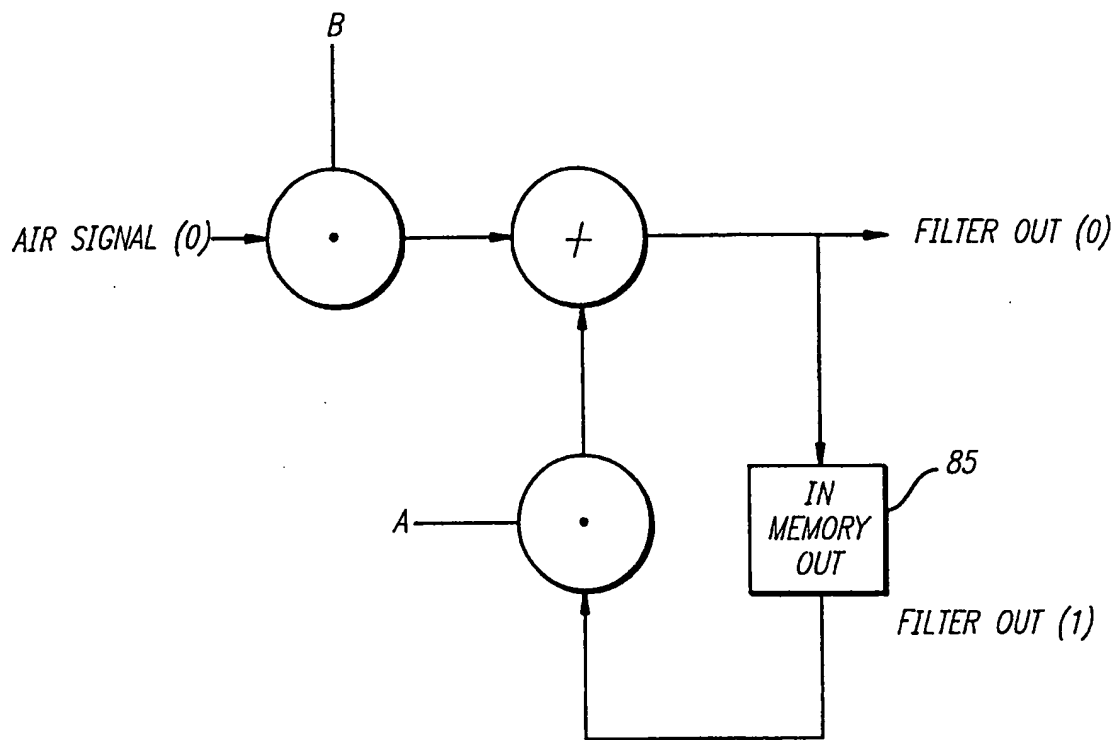 B
AIR SIGNAL (0)
+
FILTER OUT (0)
85
IN
MEMORY
OUT
A
FILTER OUT (1)